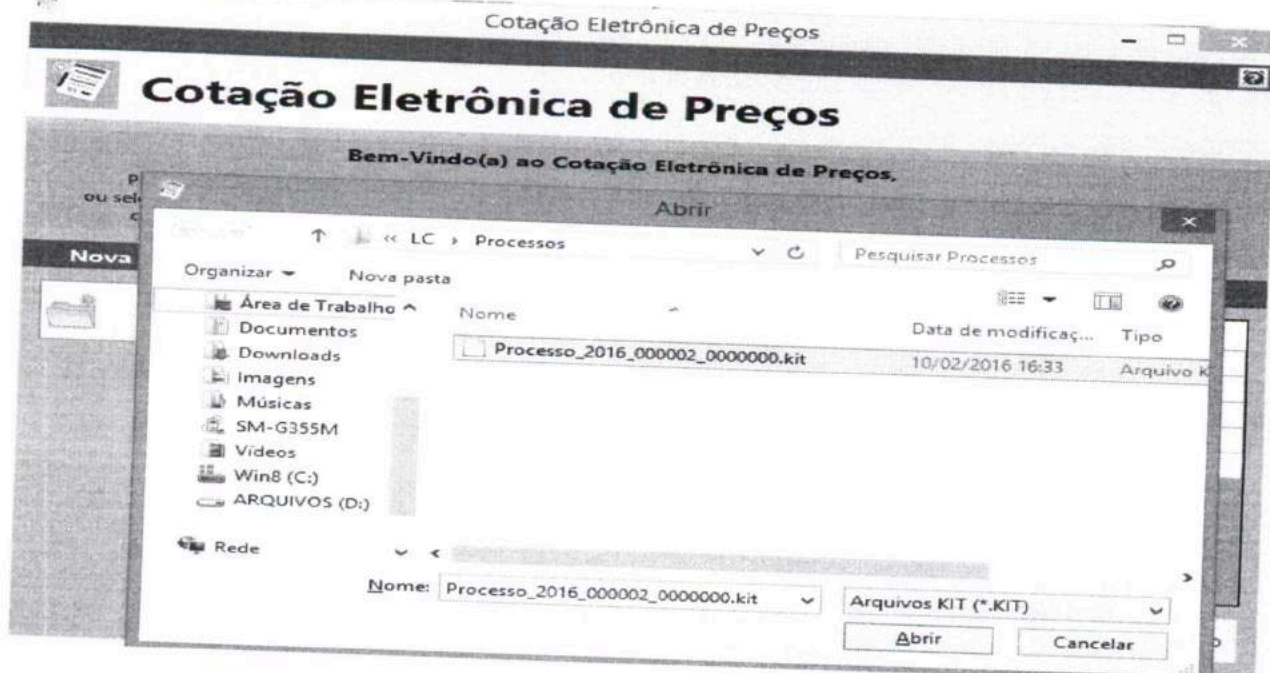 Cotação Eletrônica de Preços
Cotação Eletrônica de Preços
Bem-Vindo(a) ao Cotação Eletrônica de Preços,
ou sel
Abrir
Nova
LC › Processos
Pesquisar Processos
Organizar
Nova pasta
Área de Trabalho
Documentos
Downloads
Imagens
Músicas
SM-G355M
Vídeos
Win8 (C:)
ARQUIVOS (D:)
Rede
Nome Data de modificaç... Tipo
Processo_2016_000002_0000000.kit 10/02/2016 16:33 Arquivo K
Nome: Processo_2016_000002_0000000.kit Arquivos KIT (*.KIT)
Abrir Cancelar